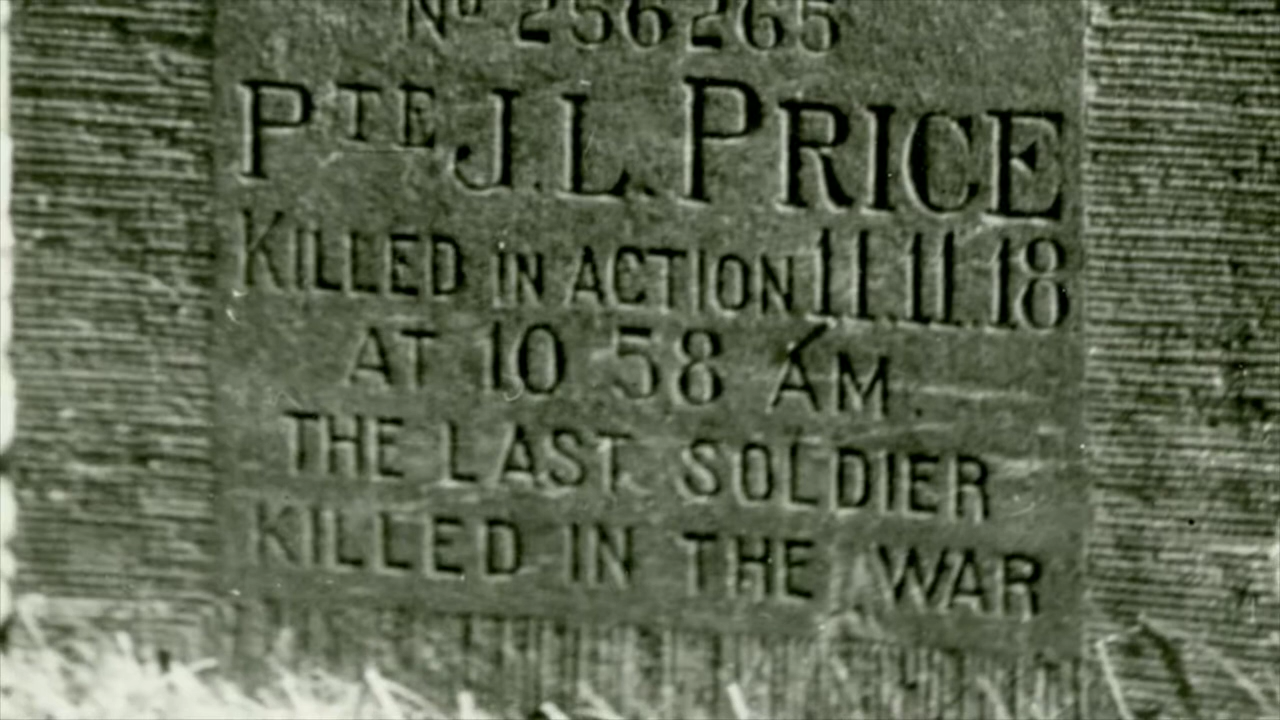 No 256265
PTE J.L. PRICE
KILLED IN ACTION 11.11.18
AT 10 58 AM.
THE LAST SOLDIER
KILLED IN THE WAR